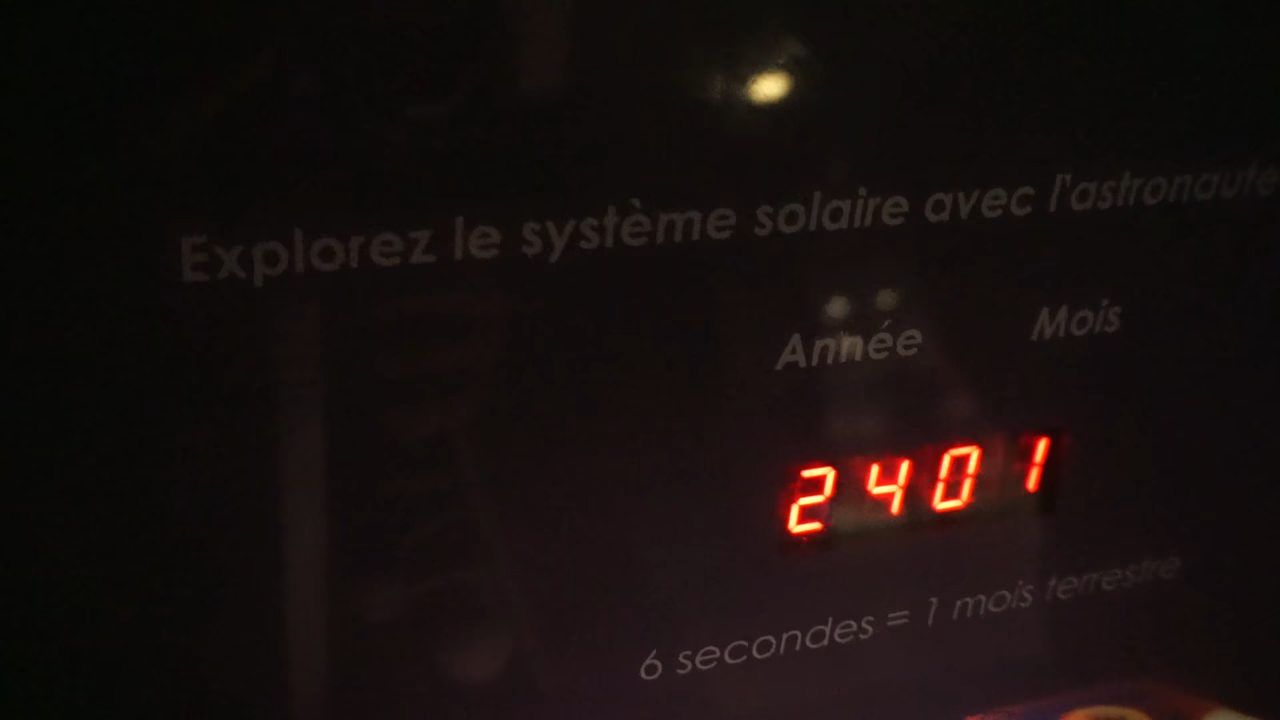 Explorez le système solaire avec l'astronaute
Année Mois
2401
6 secondes = 1 mois terrestre